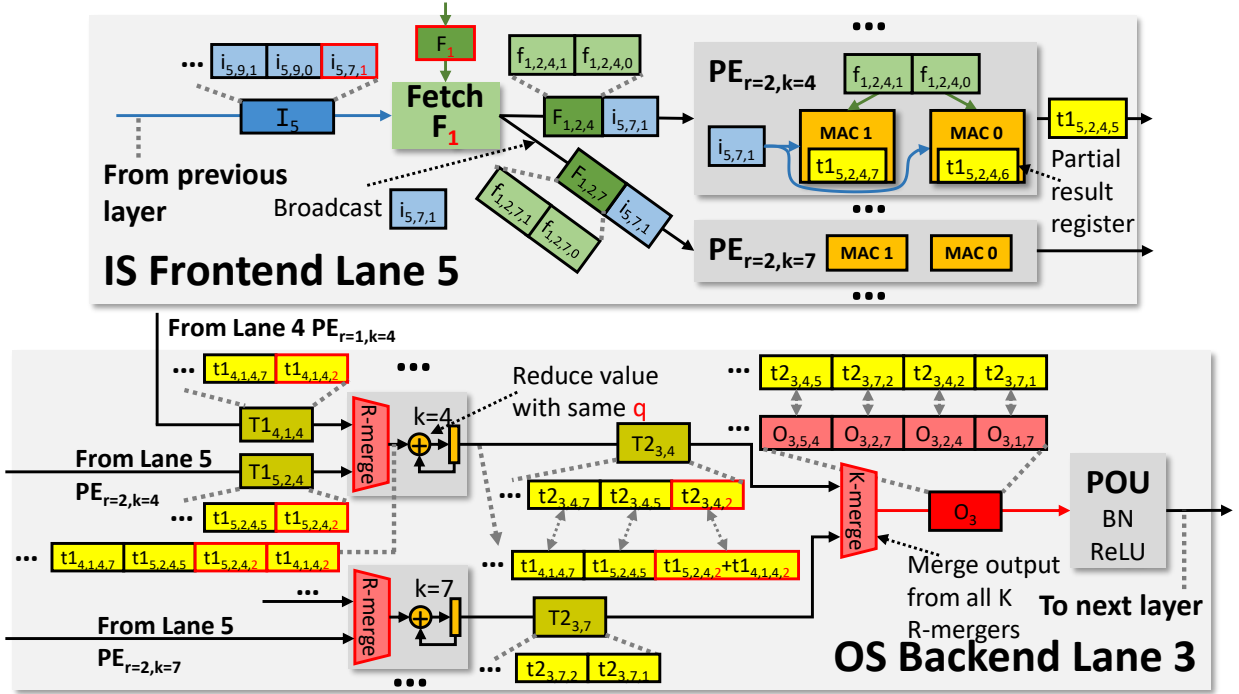 F1
... i5,9,1 i5,9,0 i5,7,1
I5
Fetch
F1
From previous
layer
Broadcast i5,7,1
f1,2,4,1 f1,2,4,0
F1,2,4 i5,7,1
F1,2,7 i5,7,1
f1,2,7,1 f1,2,7,0
...
PEr=2,k=4
f1,2,4,1 f1,2,4,0
i5,7,1
MAC 1
t15,2,4,7
MAC 0
t15,2,4,6
t15,2,4,5
Partial
result
register
...
PEr=2,k=7
MAC 1
MAC 0
...
IS Frontend Lane 5
From Lane 4 PEr=1,k=4
... t14,1,4,7 t14,1,4,2
T14,1,4
From Lane 5
PEr=2,k=4
T15,2,4
... t15,2,4,5 t15,2,4,2
... t14,1,4,7 t15,2,4,5 t15,2,4,2 t14,1,4,2
...
R-merge
k=4
+
Reduce value
with same q
T23,4
... t23,4,7 t23,4,5 t23,4,2
... t14,1,4,7 t15,2,4,5 t15,2,4,2+t14,1,4,2
...
From Lane 5
PEr=2,k=7
...
R-merge
k=7
+
...
T23,7
... t23,7,2 t23,7,1
... t23,4,5 t23,7,2 t23,4,2 t23,7,1
... O3,5,4 O3,2,7 O3,2,4 O3,1,7
K-merge
O3
POU
BN
ReLU
Merge output
from all K
R-mergers
To next layer
OS Backend Lane 3